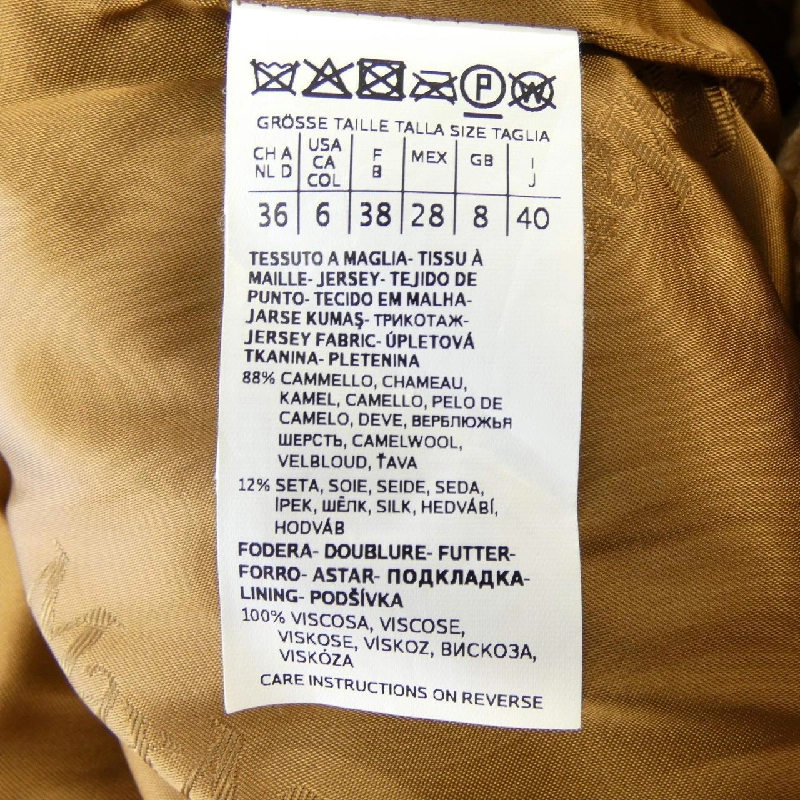 P W
GRÖSSE TAILLE TALLA SIZE TAGLIA
CH A NL D USA CA COL F B MEX GB I J
36 6 38 28 8 40
TESSUTO A MAGLIA- TISSU À
MAILLE- JERSEY- TEJIDO DE
PUNTO- TECIDO EM MALHA-
JARSE KUMAŞ- ТРИКОТАЖ-
JERSEY FABRIC- ÚPLETOVÁ
TKANINA- PLETENINA
88% CAMMELLO, CHAMEAU,
KAMEL, CAMELLO, PELO DE
CAMELO, DEVE, ВЕРБЛЮЖЬЯ
ШЕРСТЬ, CAMELWOOL,
VELBLOUD, ŤAVA
12% SETA, SOIE, SEIDE, SEDA,
İPEK, ШЁЛК, SILK, HEDVÁBÍ,
HODVÁB
FODERA- DOUBLURE- FUTTER-
FORRO- ASTAR- ПОДКЛАДКА-
LINING- PODŠÍVKA
100% VISCOSA, VISCOSE,
VISKOSE, VISKOZ, ВИСКОЗА,
VISKÓZA
CARE INSTRUCTIONS ON REVERSE